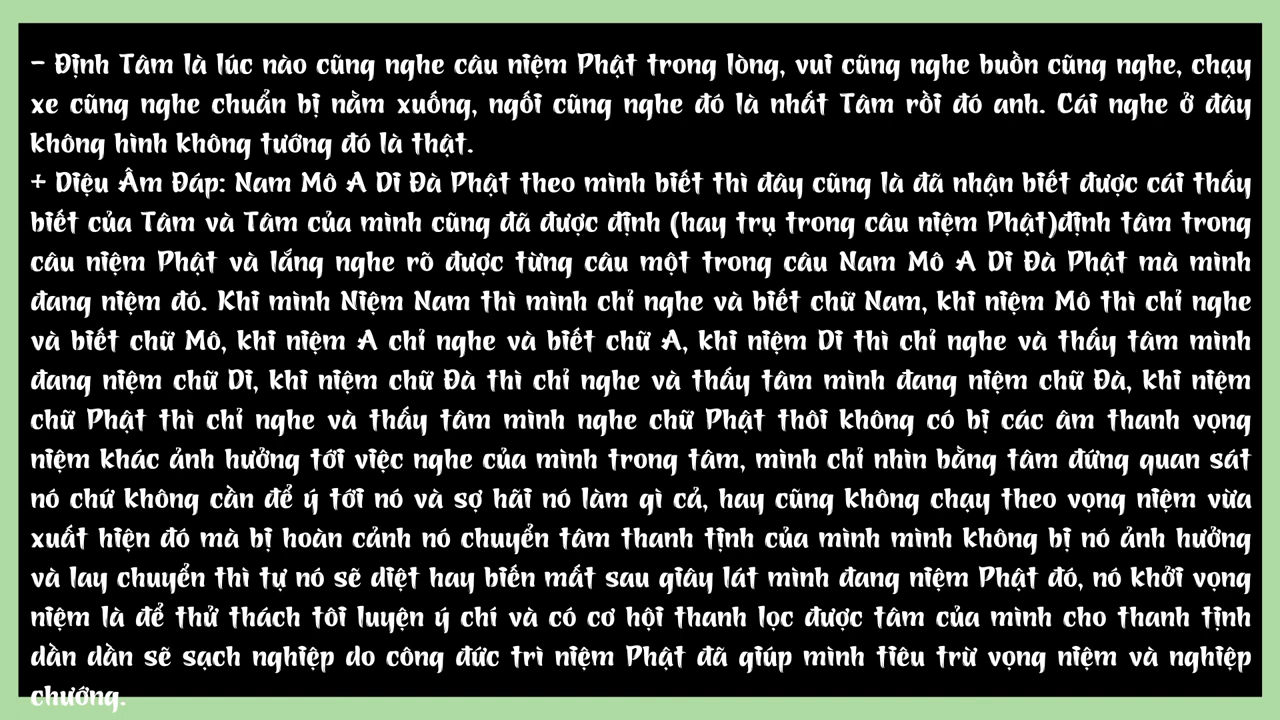 – Định Tâm là lúc nào cũng nghe câu niệm Phật trong lòng, vui cũng nghe buồn cũng nghe, chạy
xe cũng nghe chuẩn bị nằm xuống, ngồi cũng nghe đó là nhất Tâm rồi đó anh. Cái nghe ở đây
không hình không tướng đó là thật.
+ Diệu Âm Đáp: Nam Mô A Di Đà Phật theo mình biết thì đây cũng là đã nhận biết được cái thấy
biết của Tâm và Tâm của mình cũng đã được định (hay trụ trong câu niệm Phật)định tâm trong
câu niệm Phật và lắng nghe rõ được từng câu một trong câu Nam Mô A Di Đà Phật mà mình
đang niệm đó. Khi mình Niệm Nam thì mình chỉ nghe và biết chữ Nam, khi niệm Mô thì chỉ nghe
và biết chữ Mô, khi niệm A chỉ nghe và biết chữ A, khi niệm Di thì chỉ nghe và thấy tâm mình
đang niệm chữ Di, khi niệm chữ Đà thì chỉ nghe và thấy tâm mình đang niệm chữ Đà, khi niệm
chữ Phật thì chỉ nghe và thấy tâm mình nghe chữ Phật thôi không có bị các âm thanh vọng
niệm khác ảnh hưởng tới việc nghe của mình trong tâm, mình chỉ nhìn bằng tâm đứng quan sát
nó chứ không cần để ý tới nó và sợ hãi nó làm gì cả, hay cũng không chạy theo vọng niệm vừa
xuất hiện đó mà bị hoàn cảnh nó chuyển tâm thanh tịnh của mình mình không bị nó ảnh hưởng
và lay chuyển thì tự nó sẽ diệt hay biến mất sau giây lát mình đang niệm Phật đó, nó khởi vọng
niệm là để thử thách tôi luyện ý chí và có cơ hội thanh lọc được tâm của mình cho thanh tịnh
dần dần sẽ sạch nghiệp do công đức trì niệm Phật đã giúp mình tiêu trừ vọng niệm và nghiệp
chướng.